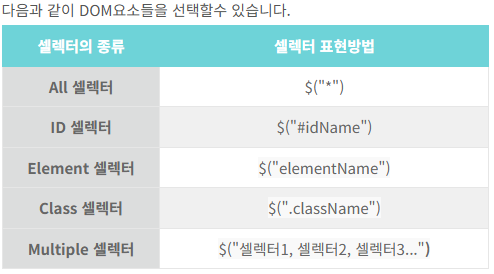 다음과 같이 DOM요소들을 선택할수 있습니다.
셀렉터의 종류 셀렉터 표현방법
All 셀렉터 $("*")
ID 셀렉터 $("#idName")
Element 셀렉터 $("elementName")
Class 셀렉터 $(".className")
Multiple 셀렉터 $("셀렉터1, 셀렉터2, 셀렉터3...")